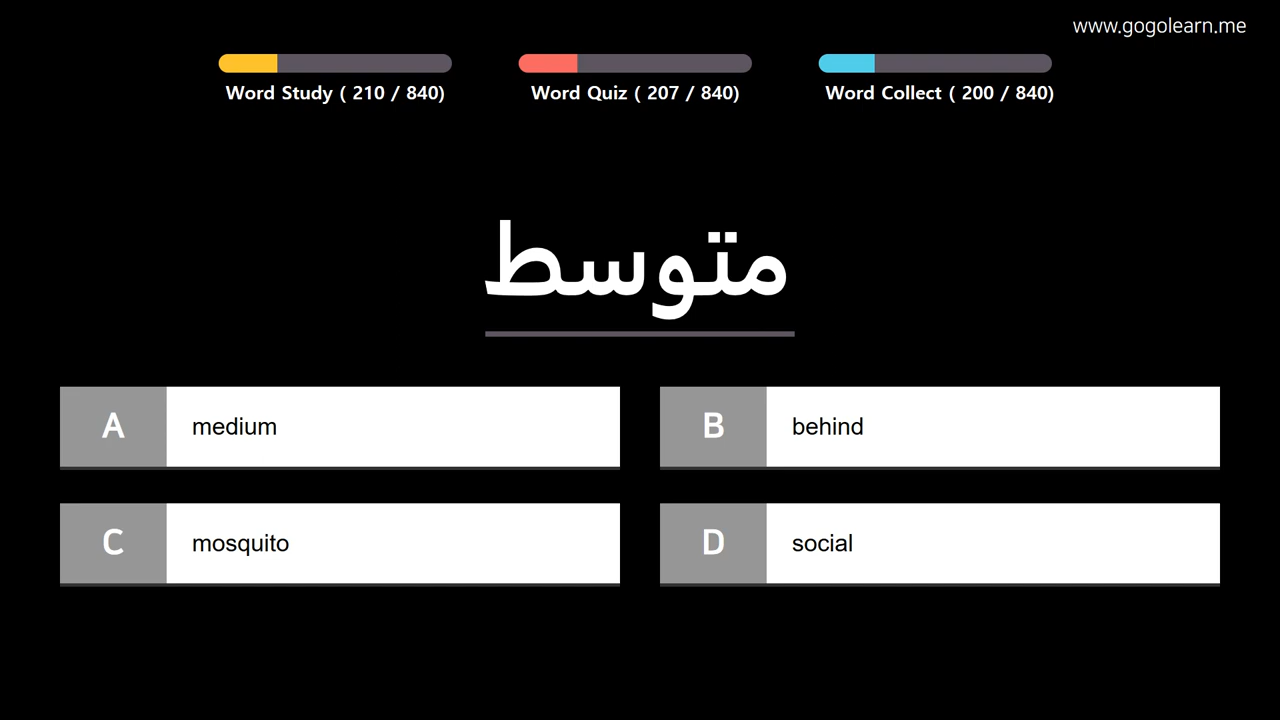 www.gogolearn.me
Word Study ( 210 / 840)
Word Quiz ( 207 / 840)
Word Collect ( 200 / 840)
متوسط
A medium
B behind
C mosquito
D social